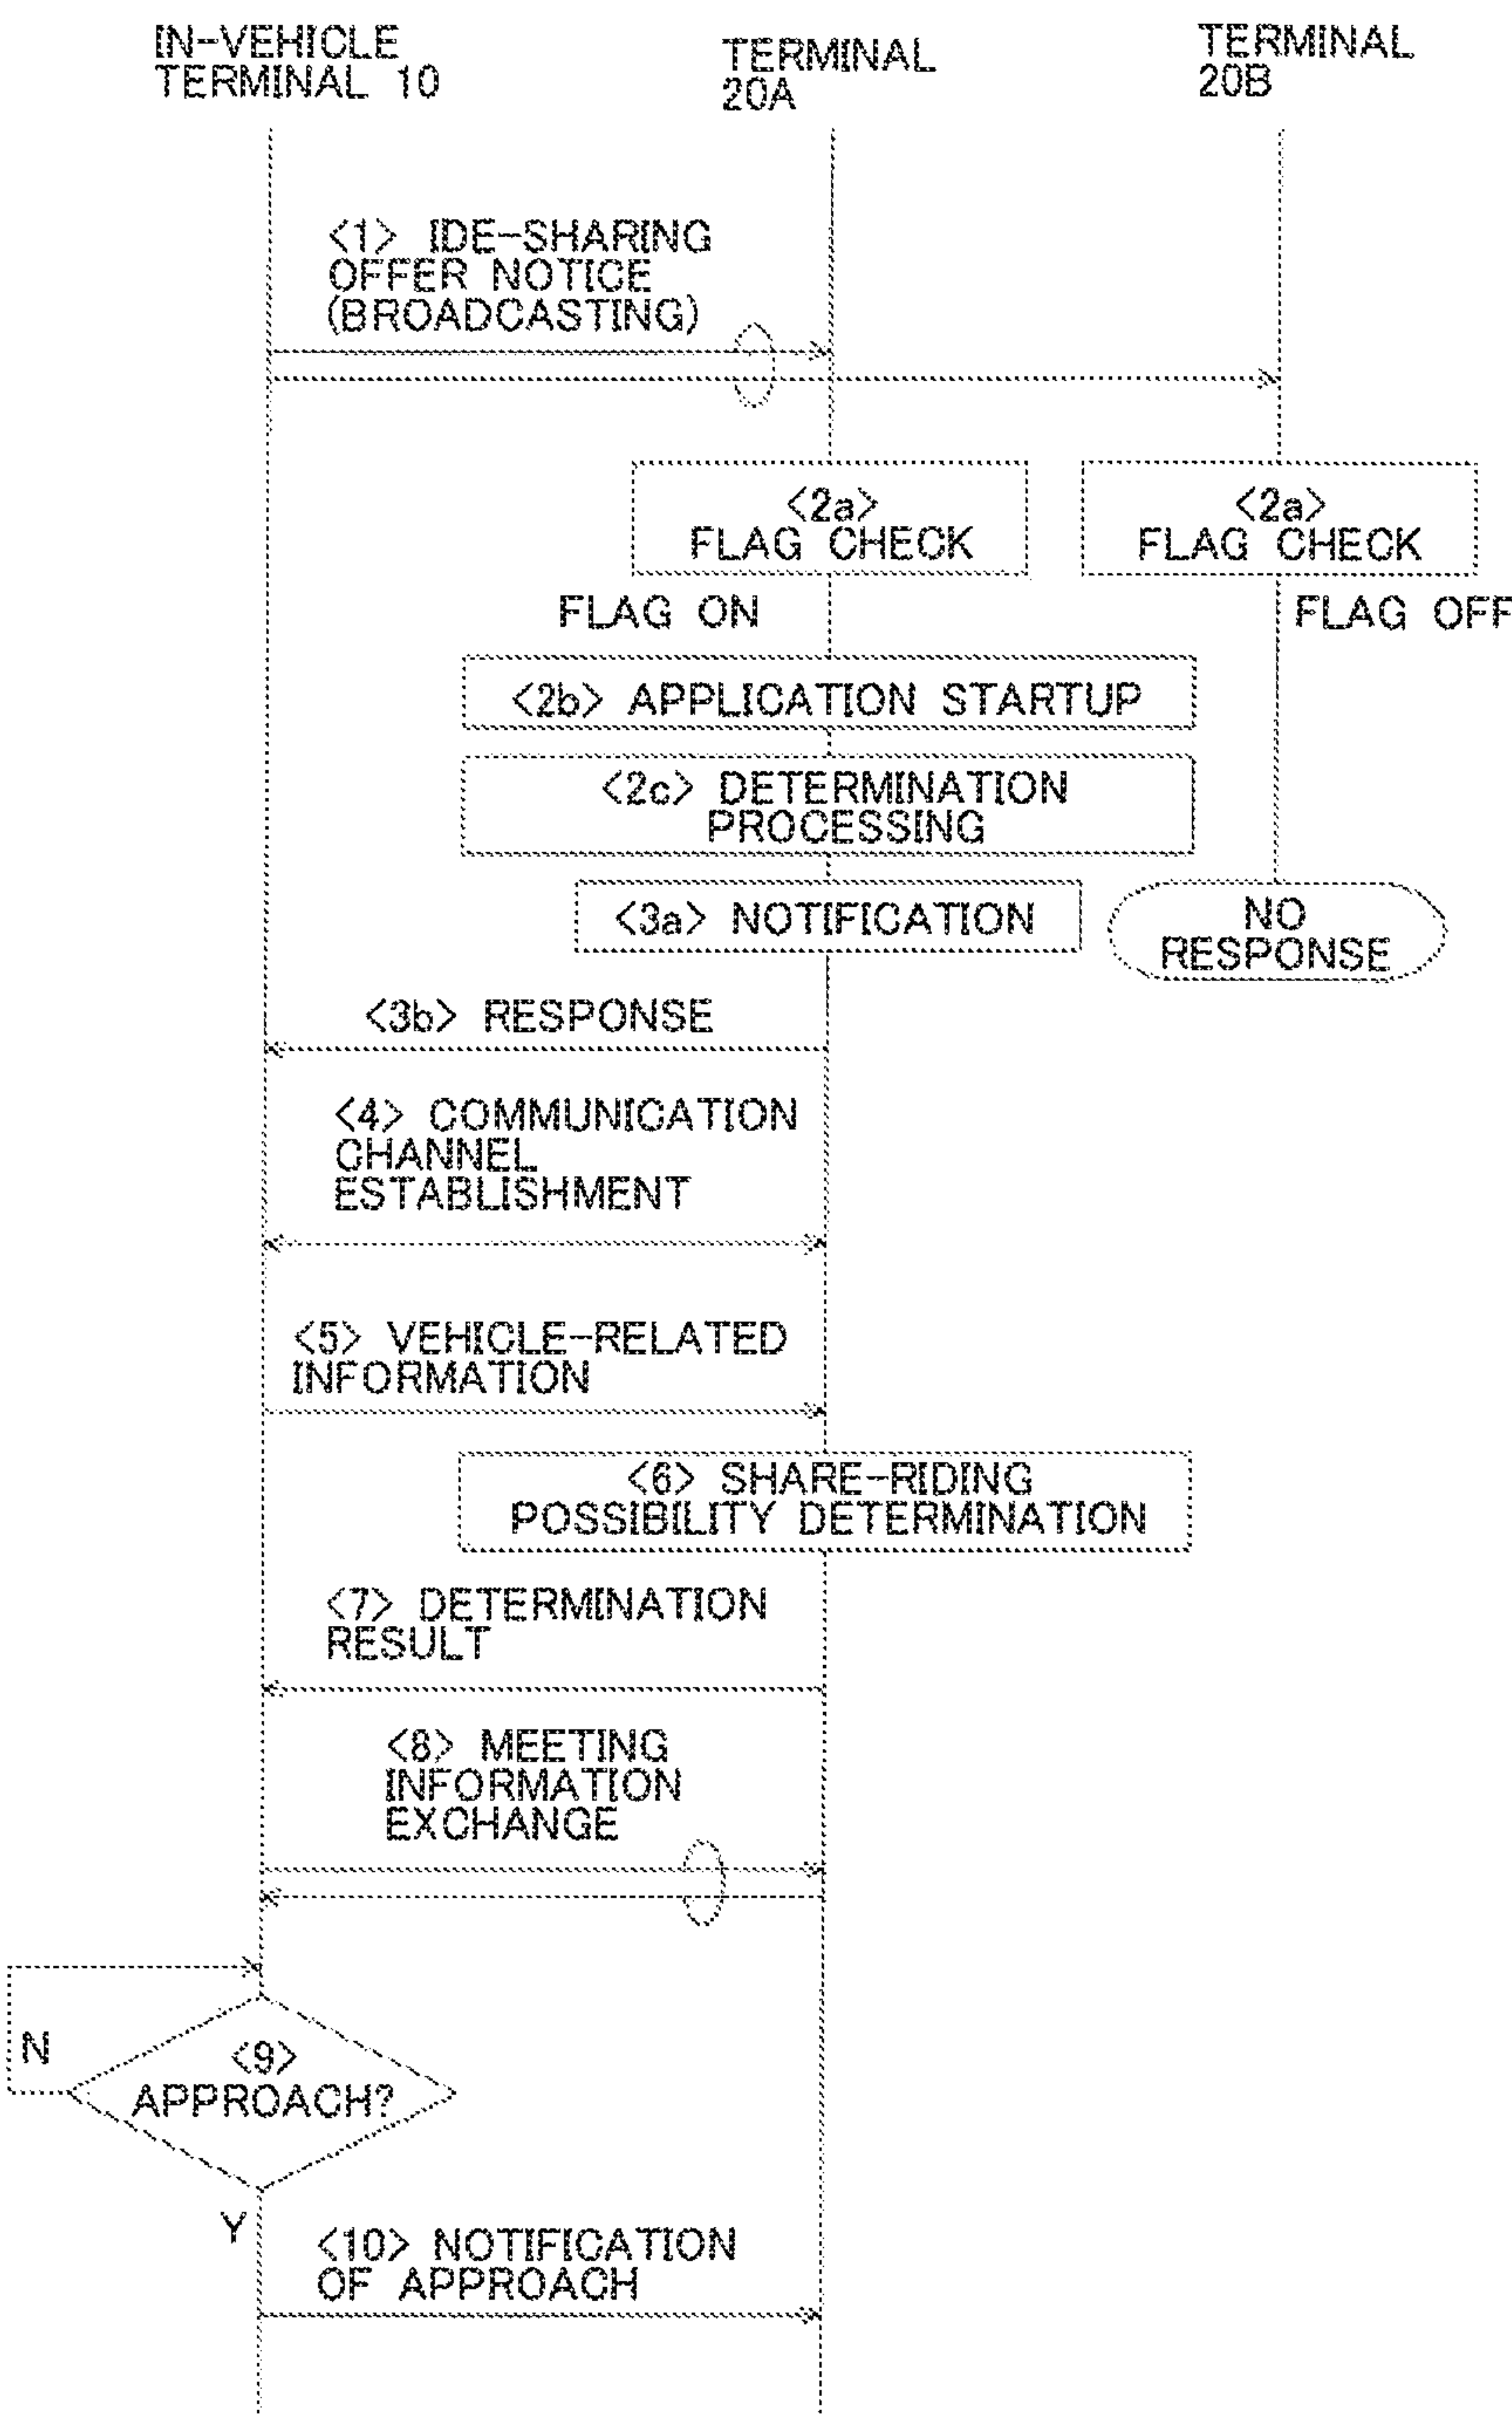 IN-VEHICLE
TERMINAL 10
TERMINAL
20A
TERMINAL
20B
<1> IDE-SHARING
OFFER NOTICE
(BROADCASTING)
<2a>
FLAG CHECK
<2a>
FLAG CHECK
FLAG ON
FLAG OFF
<2b> APPLICATION STARTUP
<2c> DETERMINATION
PROCESSING
<3a> NOTIFICATION
NO
RESPONSE
<3b> RESPONSE
<4> COMMUNICATION
CHANNEL
ESTABLISHMENT
<5> VEHICLE-RELATED
INFORMATION
<6> SHARE-RIDING
POSSIBILITY DETERMINATION
<7> DETERMINATION
RESULT
<8> MEETING
INFORMATION
EXCHANGE
N
<9>
APPROACH?
Y
<10> NOTIFICATION
OF APPROACH